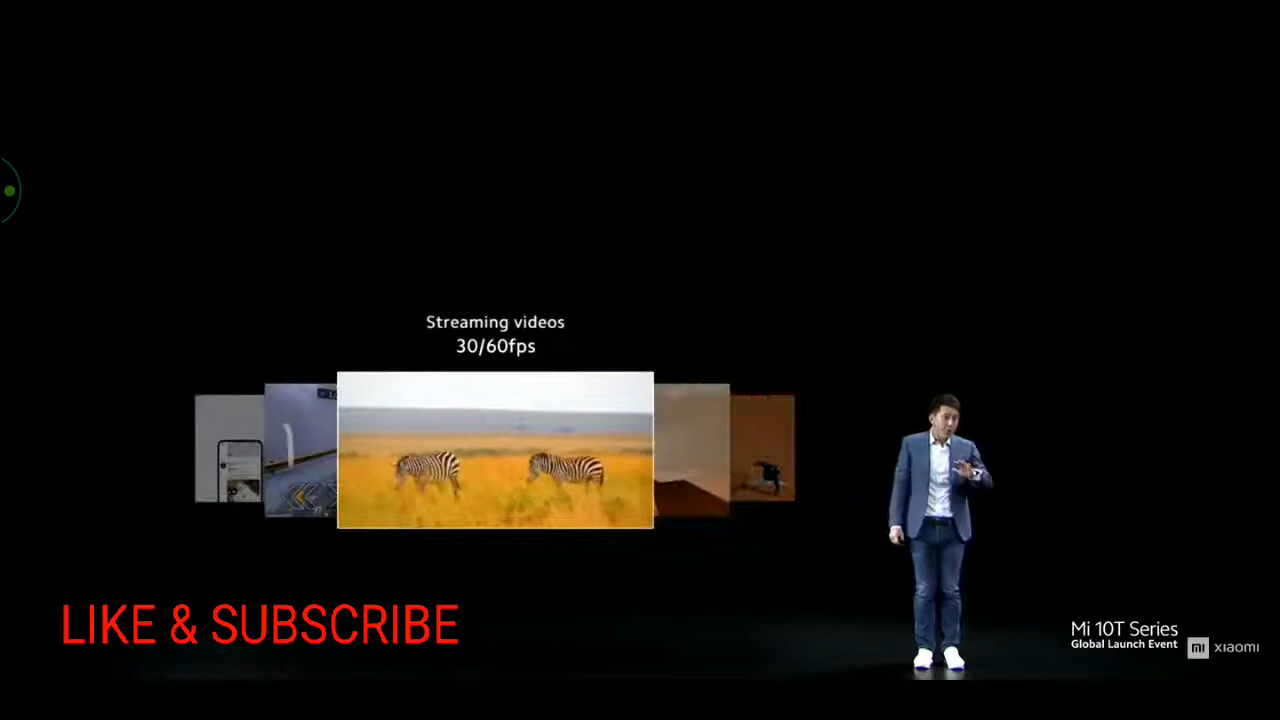 Streaming videos
30/60fps
LIKE & SUBSCRIBE
Mi 10T Series
Global Launch Event
mi xiaomi